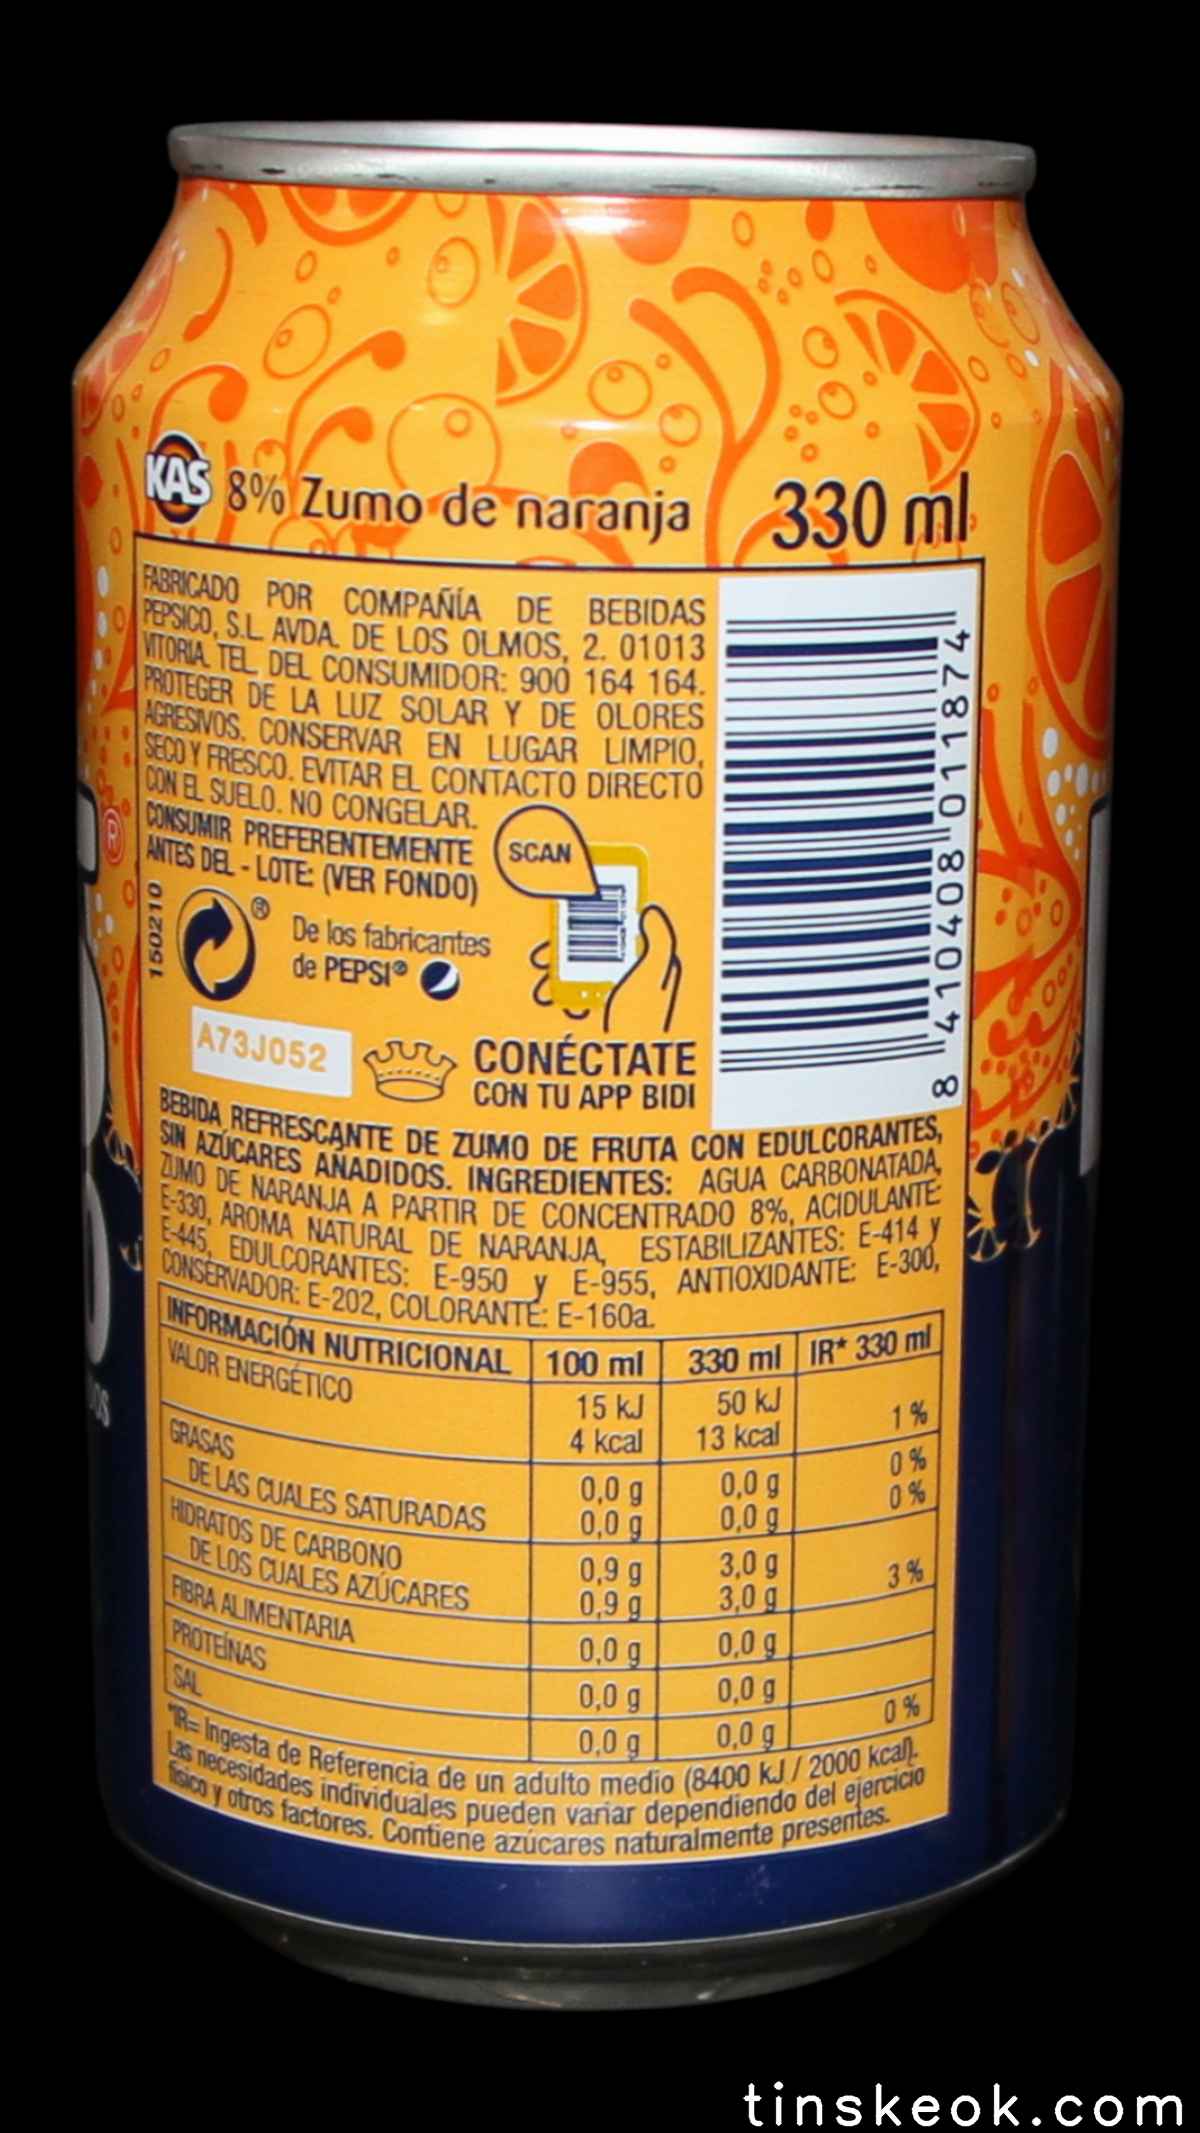 KAS 8% Zumo de naranja 330 ml
FABRICADO POR COMPAÑÍA DE BEBIDAS
PEPSICO, S.L. AVDA. DE LOS OLMOS, 2. 01013
VITORIA. TEL. DEL CONSUMIDOR: 900 164 164.
PROTEGER DE LA LUZ SOLAR Y DE OLORES
AGRESIVOS. CONSERVAR EN LUGAR LIMPIO,
SECO Y FRESCO. EVITAR EL CONTACTO DIRECTO
CON EL SUELO. NO CONGELAR.
CONSUMIR PREFERENTEMENTE
ANTES DEL - LOTE: (VER FONDO)
SCAN
8 410408 011874
®
150210
®
De los fabricantes
de PEPSI®
A73J052
CONÉCTATE
CON TU APP BIDI
BEBIDA REFRESCANTE DE ZUMO DE FRUTA CON EDULCORANTES,
SIN AZÚCARES AÑADIDOS. INGREDIENTES: AGUA CARBONATADA,
ZUMO DE NARANJA A PARTIR DE CONCENTRADO 8%, ACIDULANTE:
E-330, AROMA NATURAL DE NARANJA, ESTABILIZANTES: E-414 y
E-445, EDULCORANTES: E-950 y E-955, ANTIOXIDANTE: E-300,
CONSERVADOR: E-202, COLORANTE: E-160a.
INFORMACIÓN NUTRICIONAL 100 ml 330 ml IR* 330 ml
VALOR ENERGÉTICO 15 kJ 50 kJ
4 kcal 13 kcal 1 %
GRASAS 0,0 g 0,0 g 0 %
DE LAS CUALES SATURADAS 0,0 g 0,0 g 0 %
HIDRATOS DE CARBONO 0,9 g 3,0 g
DE LOS CUALES AZÚCARES 0,9 g 3,0 g 3 %
FIBRA ALIMENTARIA 0,0 g 0,0 g
PROTEÍNAS 0,0 g 0,0 g
SAL 0,0 g 0,0 g 0 %
*IR= Ingesta de Referencia de un adulto medio (8400 kJ / 2000 kcal).
Las necesidades individuales pueden variar dependiendo del ejercicio
físico y otros factores. Contiene azúcares naturalmente presentes.
tinskeok.com